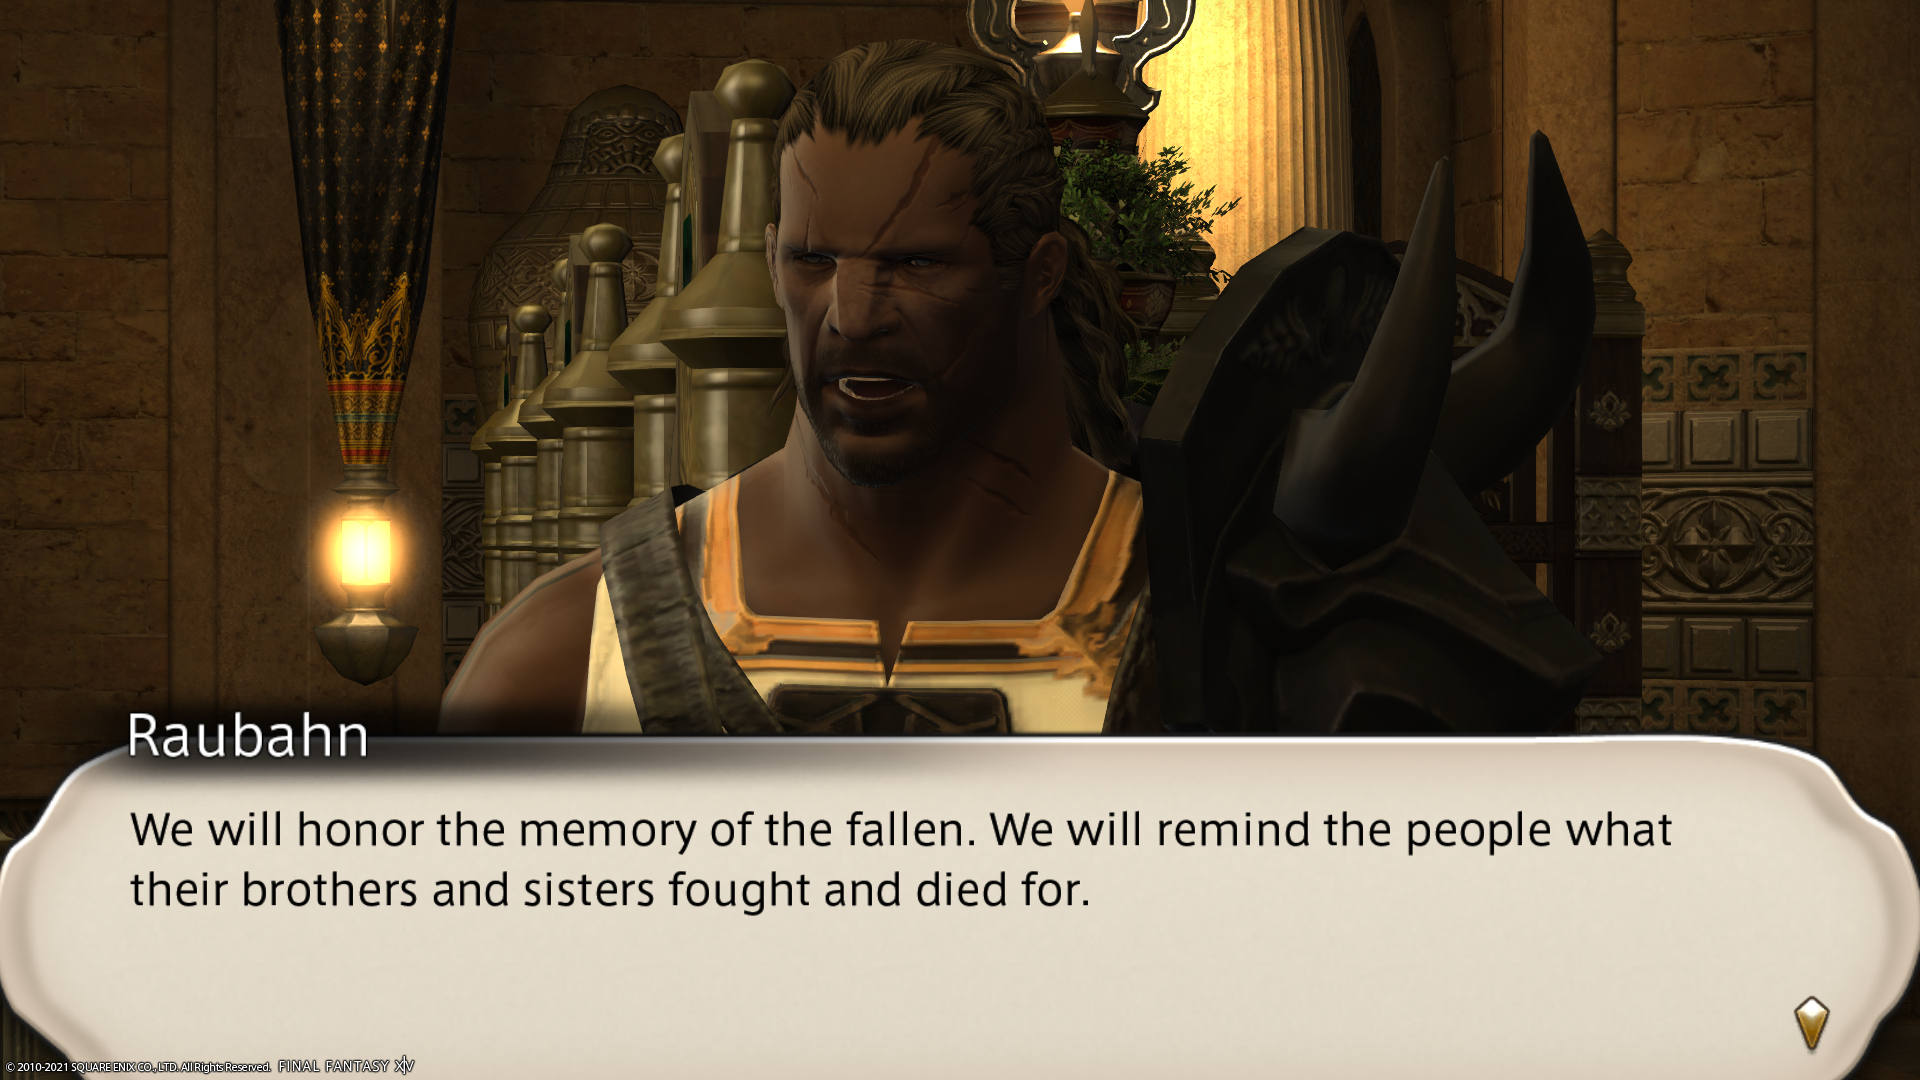 Raubahn
We will honor the memory of the fallen. We will remind the people what
their brothers and sisters fought and died for.
© 2010-2021 SQUARE ENIX CO., LTD. All Rights Reserved. FINAL FANTASY XIV